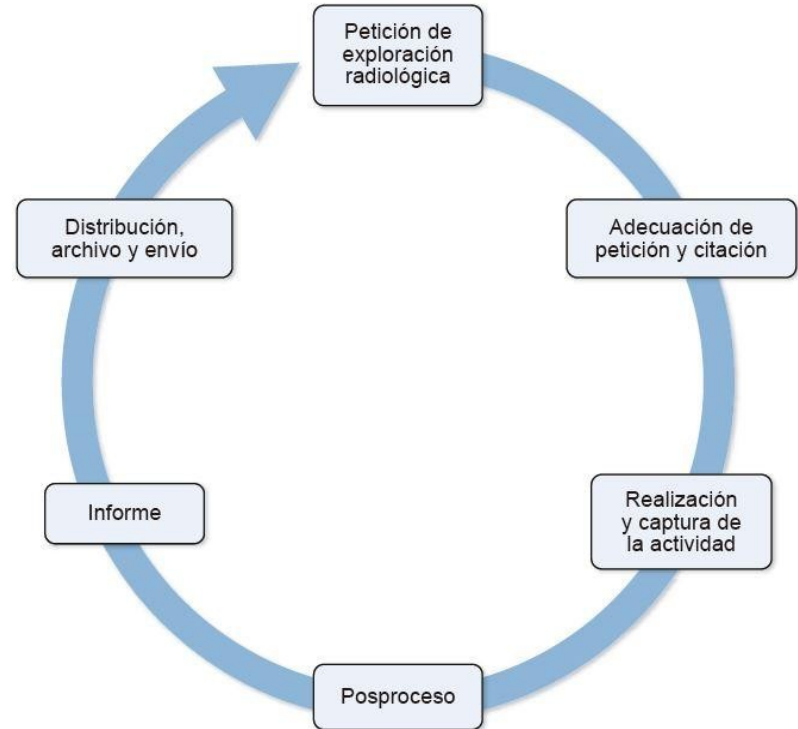 Petición de
exploración
radiológica
Adecuación de
petición y citación
Realización
y captura de
la actividad
Posproceso
Informe
Distribución,
archivo y envío